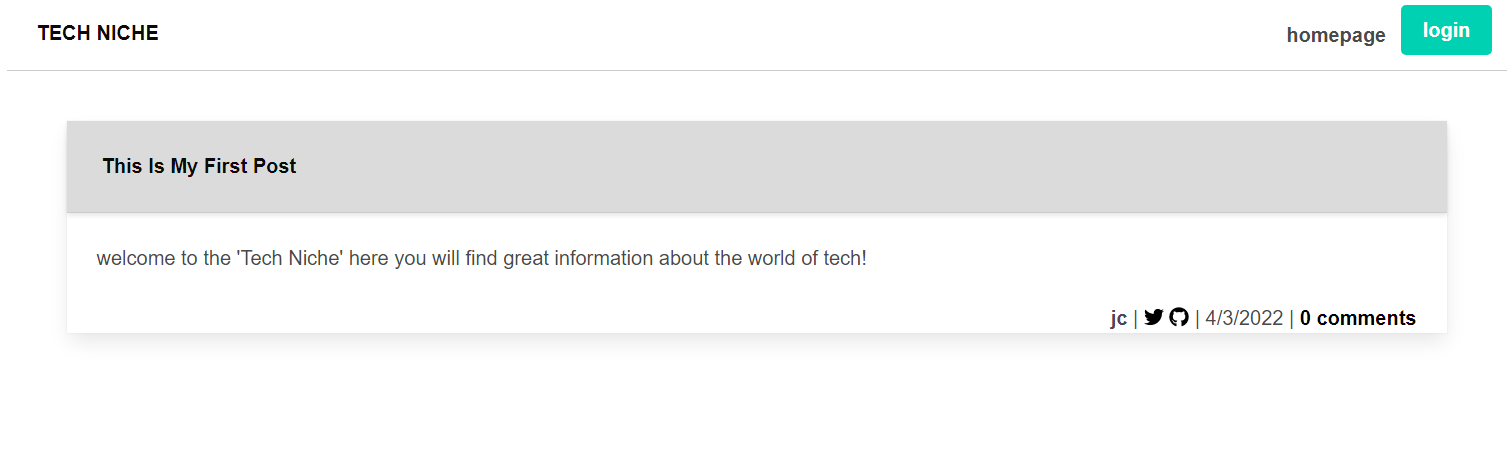 TECH NICHE
homepage
login
This Is My First Post
welcome to the 'Tech Niche' here you will find great information about the world of tech!
jc | | 4/3/2022 | 0 comments